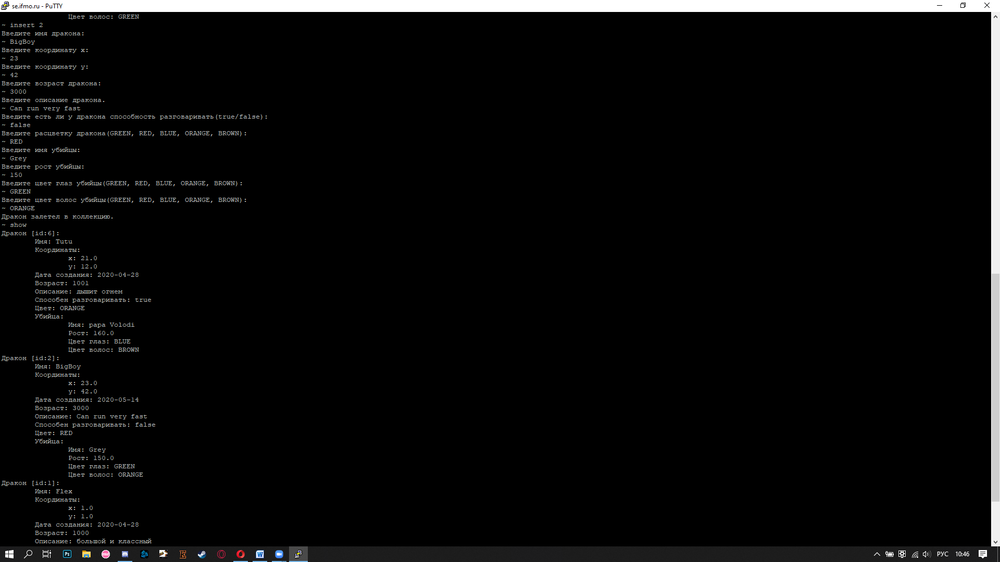 se.ifmo.ru - PuTTY
Цвет волос: GREEN
~ insert 2
Введите имя дракона:
~ BigBoy
Введите координату x:
~ 23
Введите координату y:
~ 42
Введите возраст дракона:
~ 3000
Введите описание дракона.
~ Can run very fast
Введите есть ли у дракона способность разговаривать(true/false):
~ false
Введите расцветку дракона(GREEN, RED, BLUE, ORANGE, BROWN):
~ RED
Введите имя убийцы:
~ Grey
Введите рост убийцы:
~ 150
Введите цвет глаз убийцы(GREEN, RED, BLUE, ORANGE, BROWN):
~ GREEN
Введите цвет волос убийцы(GREEN, RED, BLUE, ORANGE, BROWN):
~ ORANGE
Дракон залетел в коллекцию.
~ show
Дракон [id:6]:
Имя: Tutu
Координаты:
x: 21.0
y: 12.0
Дата создания: 2020-04-28
Возраст: 1001
Описание: дышит огнем
Способен разговаривать: true
Цвет: ORANGE
Убийца:
Имя: papa Volodi
Рост: 160.0
Цвет глаз: BLUE
Цвет волос: BROWN
Дракон [id:2]:
Имя: BigBoy
Координаты:
x: 23.0
y: 42.0
Дата создания: 2020-05-14
Возраст: 3000
Описание: Can run very fast
Способен разговаривать: false
Цвет: RED
Убийца:
Имя: Grey
Рост: 150.0
Цвет глаз: GREEN
Цвет волос: ORANGE
Дракон [id:1]:
Имя: Flex
Координаты:
x: 1.0
y: 1.0
Дата создания: 2020-04-28
Возраст: 1000
Описание: большой и классный
Ps
osu!
E
W
РУС
10:46